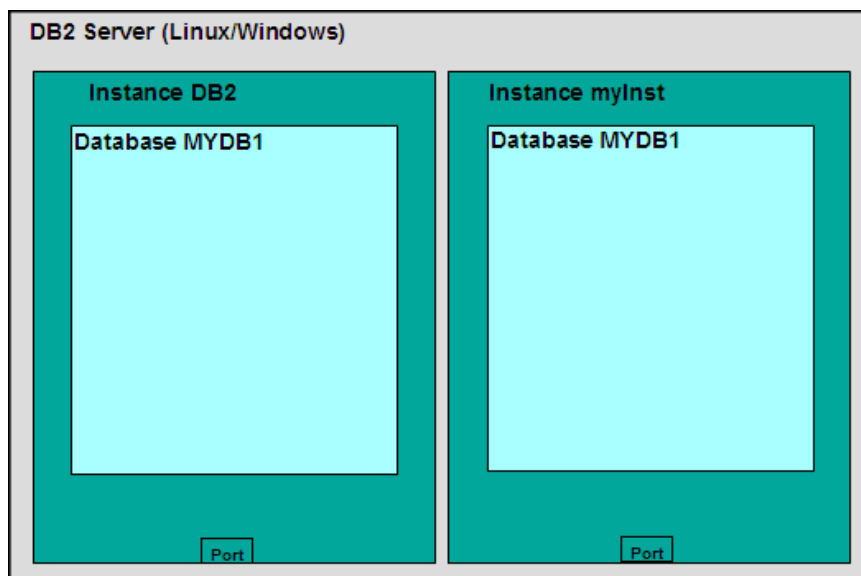 DB2 Server (Linux/Windows)
Instance DB2
Database MYDB1
Port
Instance myInst
Database MYDB1
Port